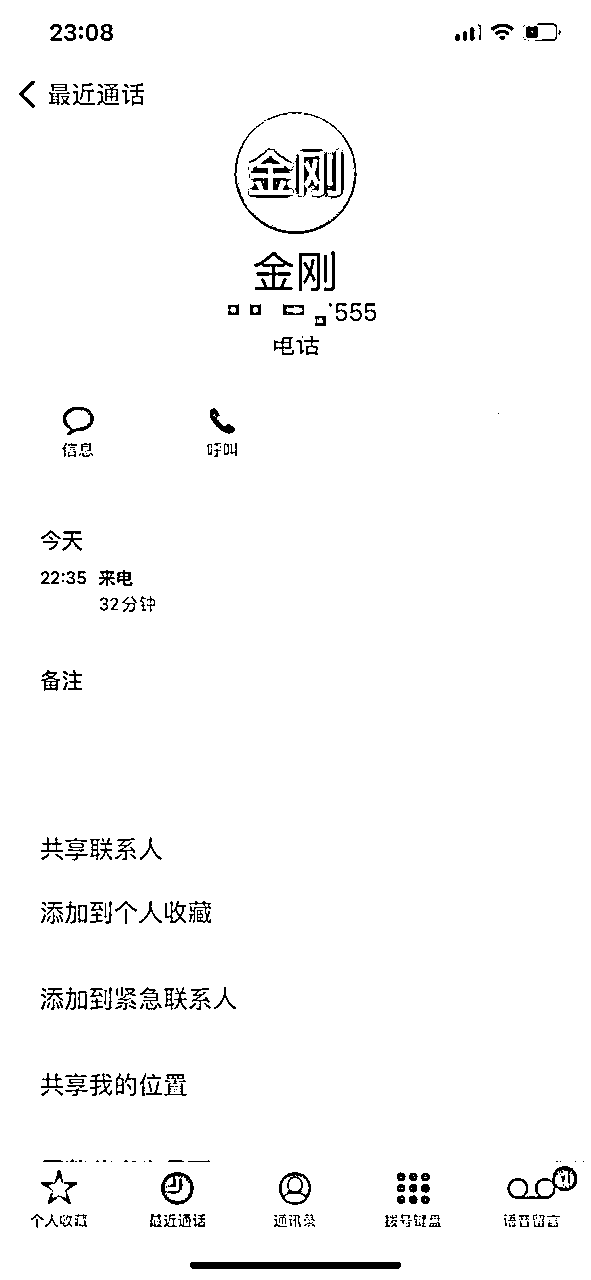 23:08
最近通话
金刚
金刚
555
电话
信息
呼叫
今天
22:35 来电
32分钟
备注
共享联系人
添加到个人收藏
添加到紧急联系人
共享我的位置
个人收藏
最近通话
通讯录
拨号键盘
语音留言